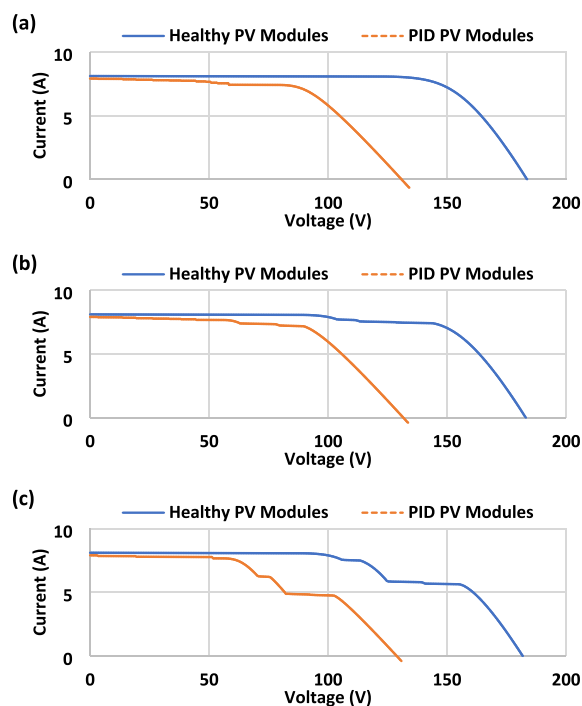 (a)
Healthy PV Modules PID PV Modules
10
5
0
0 50 100 150 200
Current (A)
Voltage (V)
(b)
Healthy PV Modules PID PV Modules
10
5
0
0 50 100 150 200
Current (A)
Voltage (V)
(c)
Healthy PV Modules PID PV Modules
10
5
0
0 50 100 150 200
Current (A)
Voltage (V)